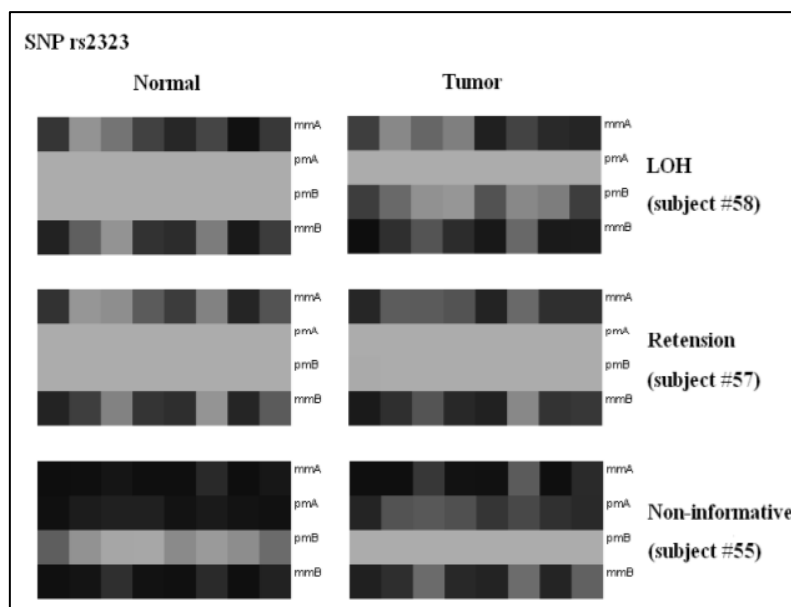 SNP rs2323
Normal Tumor
mmA mmA
pmA pmA
pmB pmB
mmB mmB
LOH
(subject #58)
mmA mmA
pmA pmA
pmB pmB
mmB mmB
Retension
(subject #57)
mmA mmA
pmA pmA
pmB pmB
mmB mmB
Non-informative
(subject #55)